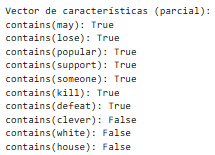 Vector de características (parcial):
contains(may): True
contains(lose): True
contains(popular): True
contains(support): True
contains(someone): True
contains(kill): True
contains(defeat): True
contains(clever): False
contains(white): False
contains(house): False